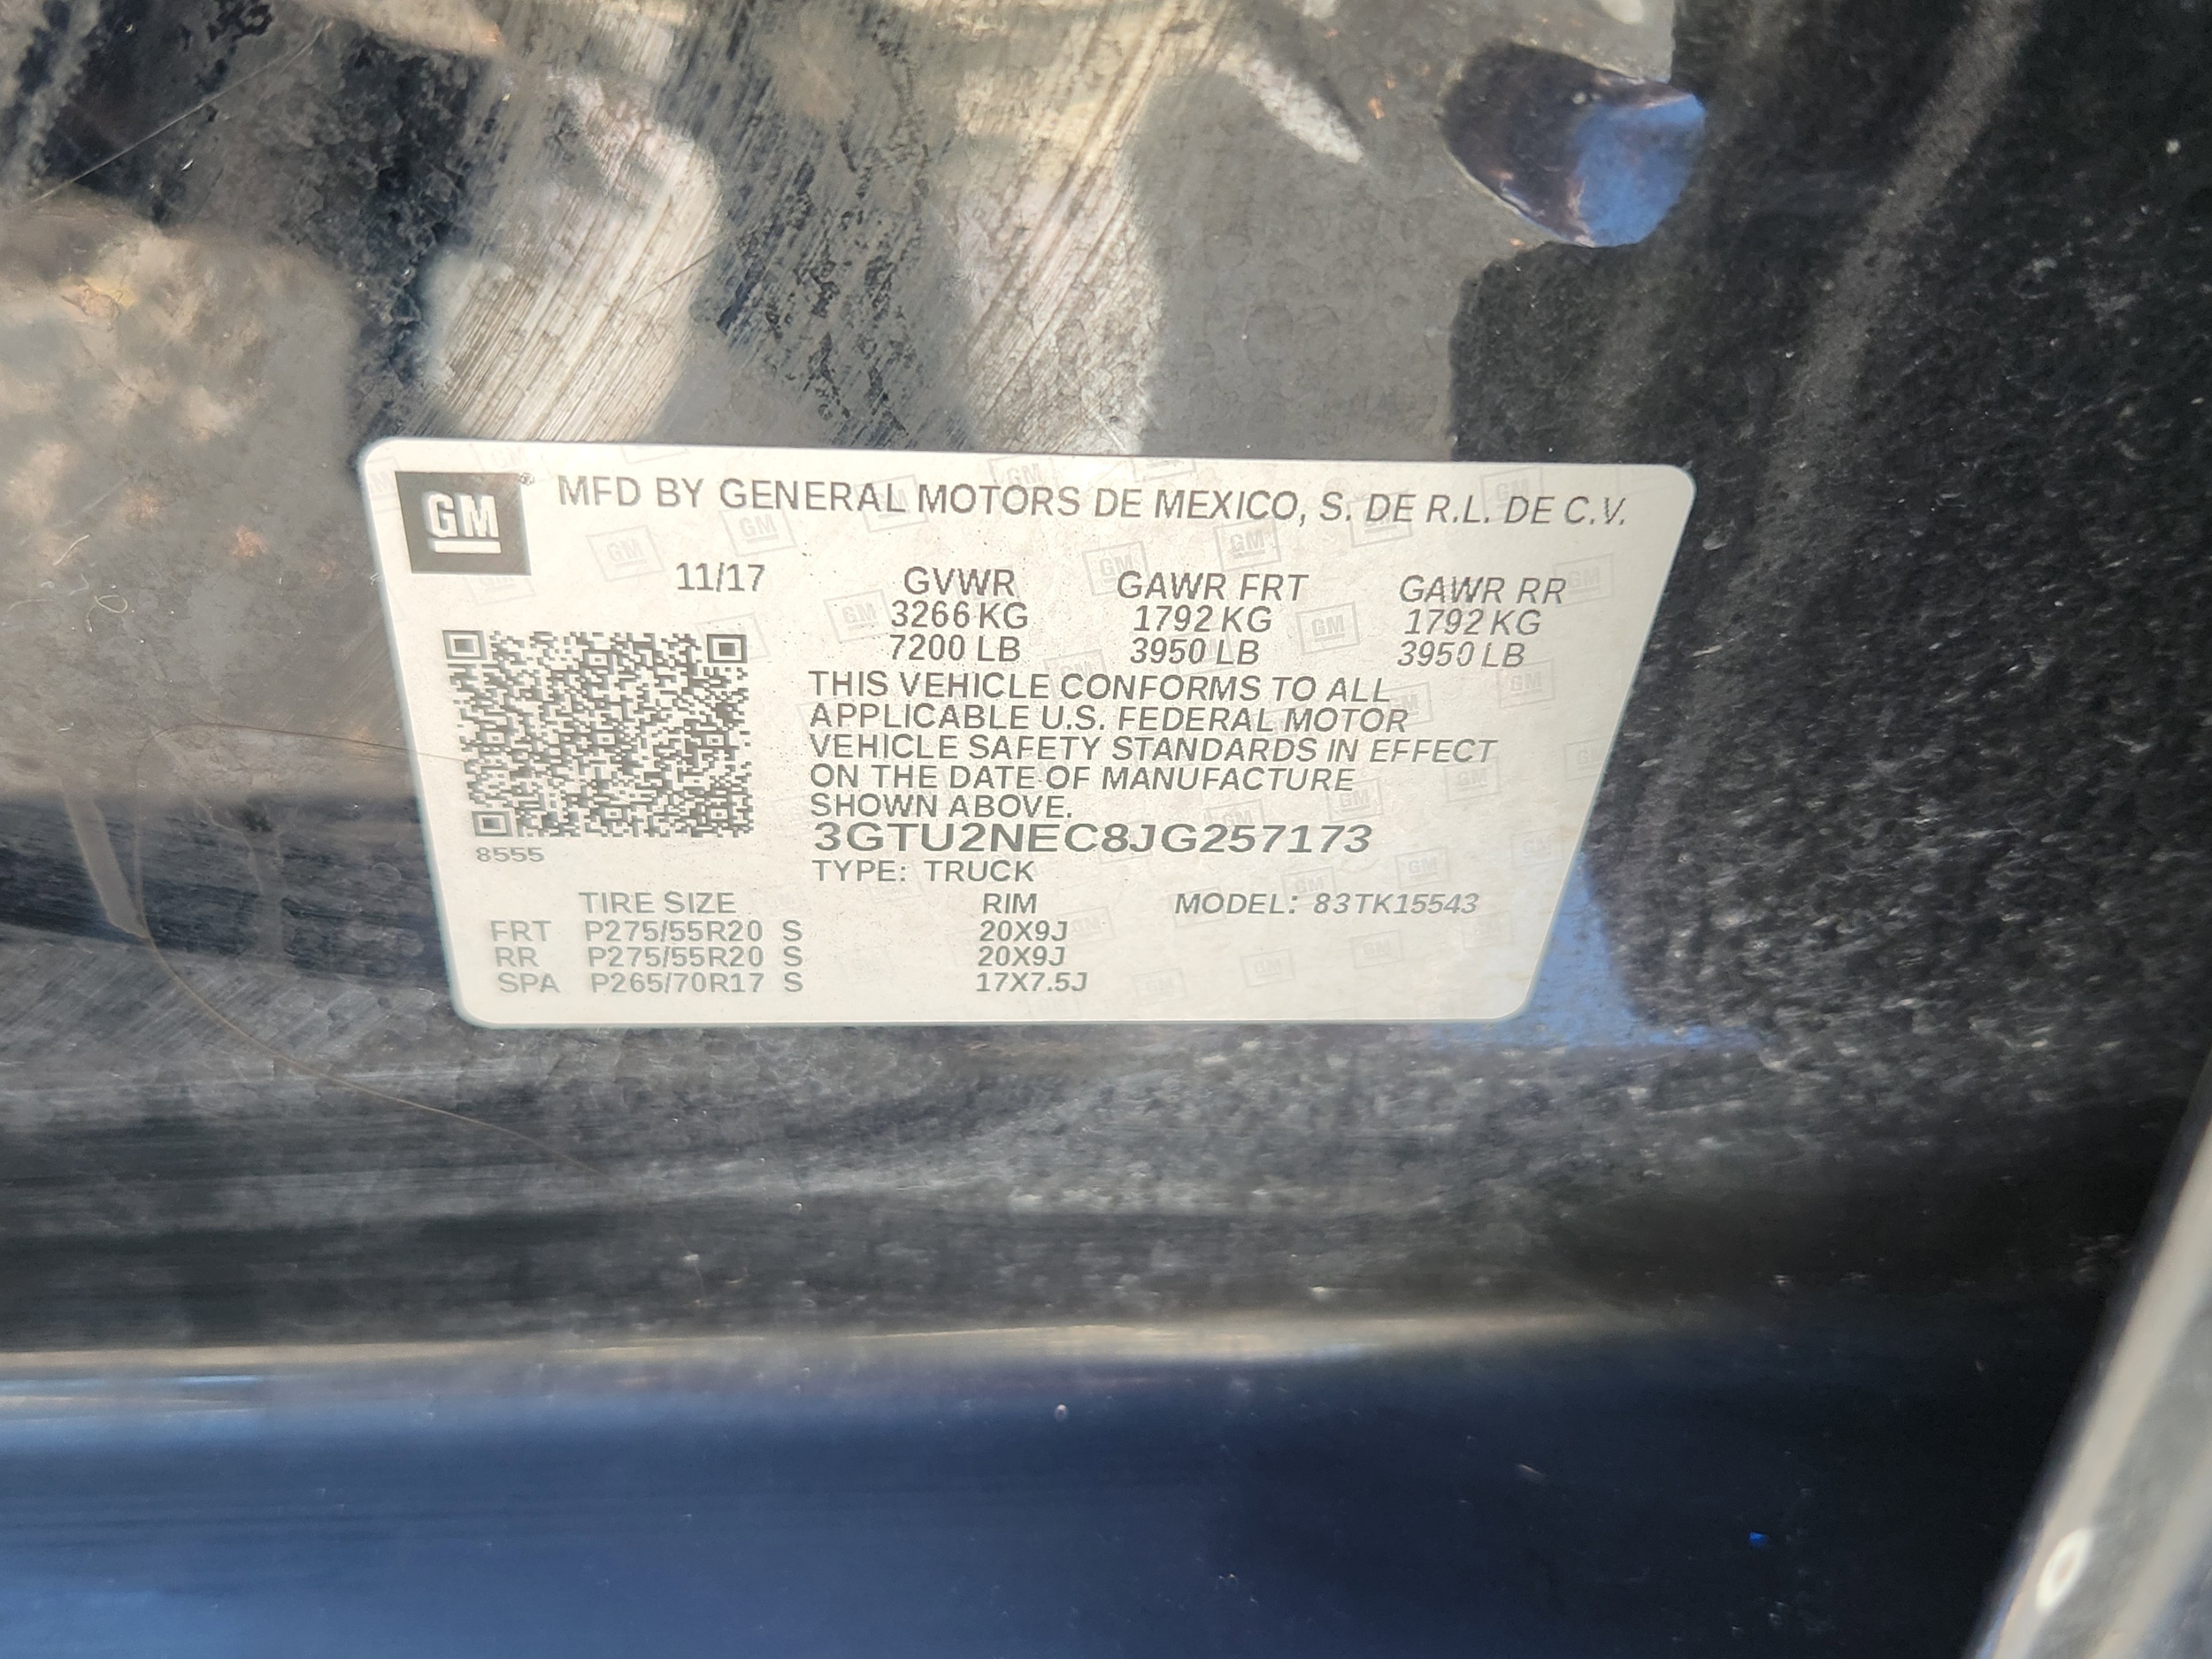 GM® MFD BY GENERAL MOTORS DE MEXICO, S. DE R.L. DE C.V.
11/17 GVWR GAWR FRT GAWR RR
3266 KG 1792 KG 1792 KG
7200 LB 3950 LB 3950 LB
THIS VEHICLE CONFORMS TO ALL
APPLICABLE U.S. FEDERAL MOTOR
VEHICLE SAFETY STANDARDS IN EFFECT
ON THE DATE OF MANUFACTURE
SHOWN ABOVE.
3GTU2NEC8JG257173
8555
TYPE: TRUCK
TIRE SIZE RIM MODEL: 83TK15543
FRT P275/55R20 S 20X9J
RR P275/55R20 S 20X9J
SPA P265/70R17 S 17X7.5J